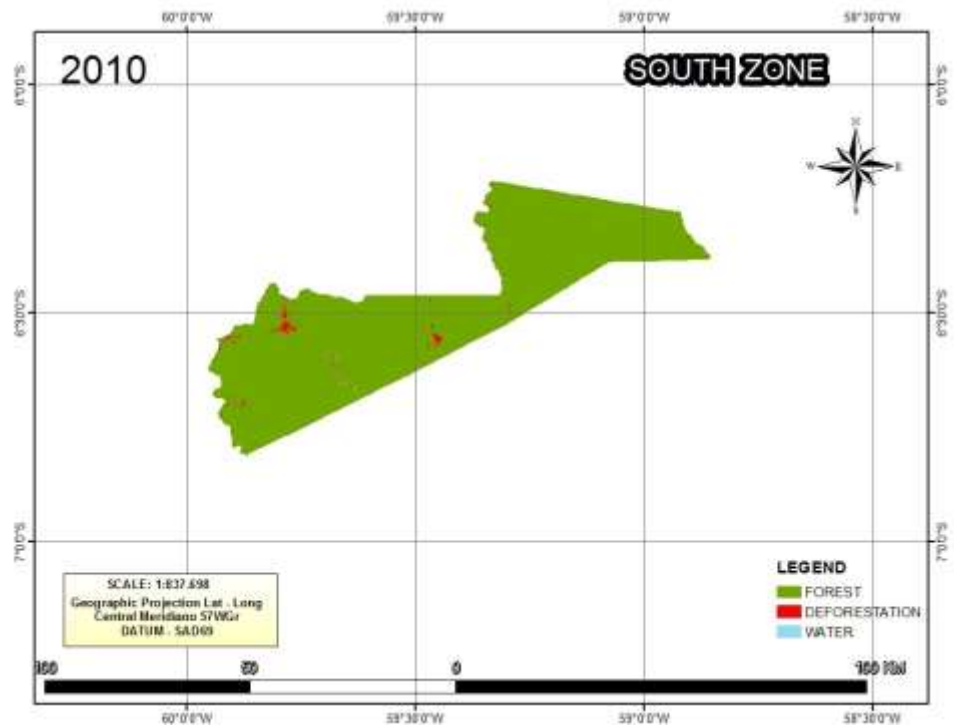 60°0'0"W 59°30'0"W 59°0'0"W 58°30'0"W
2010
SOUTH ZONE
6°0'0"S 6°0'0"S
N
W E
S
6°30'0"S 6°30'0"S
7°0'0"S 7°0'0"S
SCALE: 1:837.698
Geographic Projection Lat - Long
Central Meridiano 57WGr
DATUM - SAD69
LEGEND
FOREST
DEFORESTATION
WATER
100 50 0 100 KM
60°0'0"W 59°30'0"W 59°0'0"W 58°30'0"W